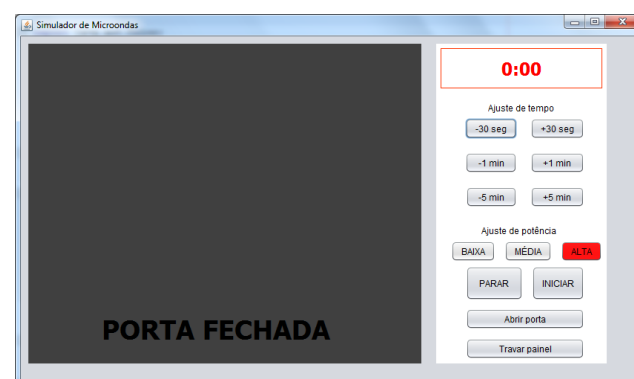 Simulador de Microondas
0:00
Ajuste de tempo
-30 seg +30 seg
-1 min +1 min
-5 min +5 min
Ajuste de potência
BAIXA MÉDIA ALTA
PARAR INICIAR
PORTA FECHADA
Abrir porta
Travar painel